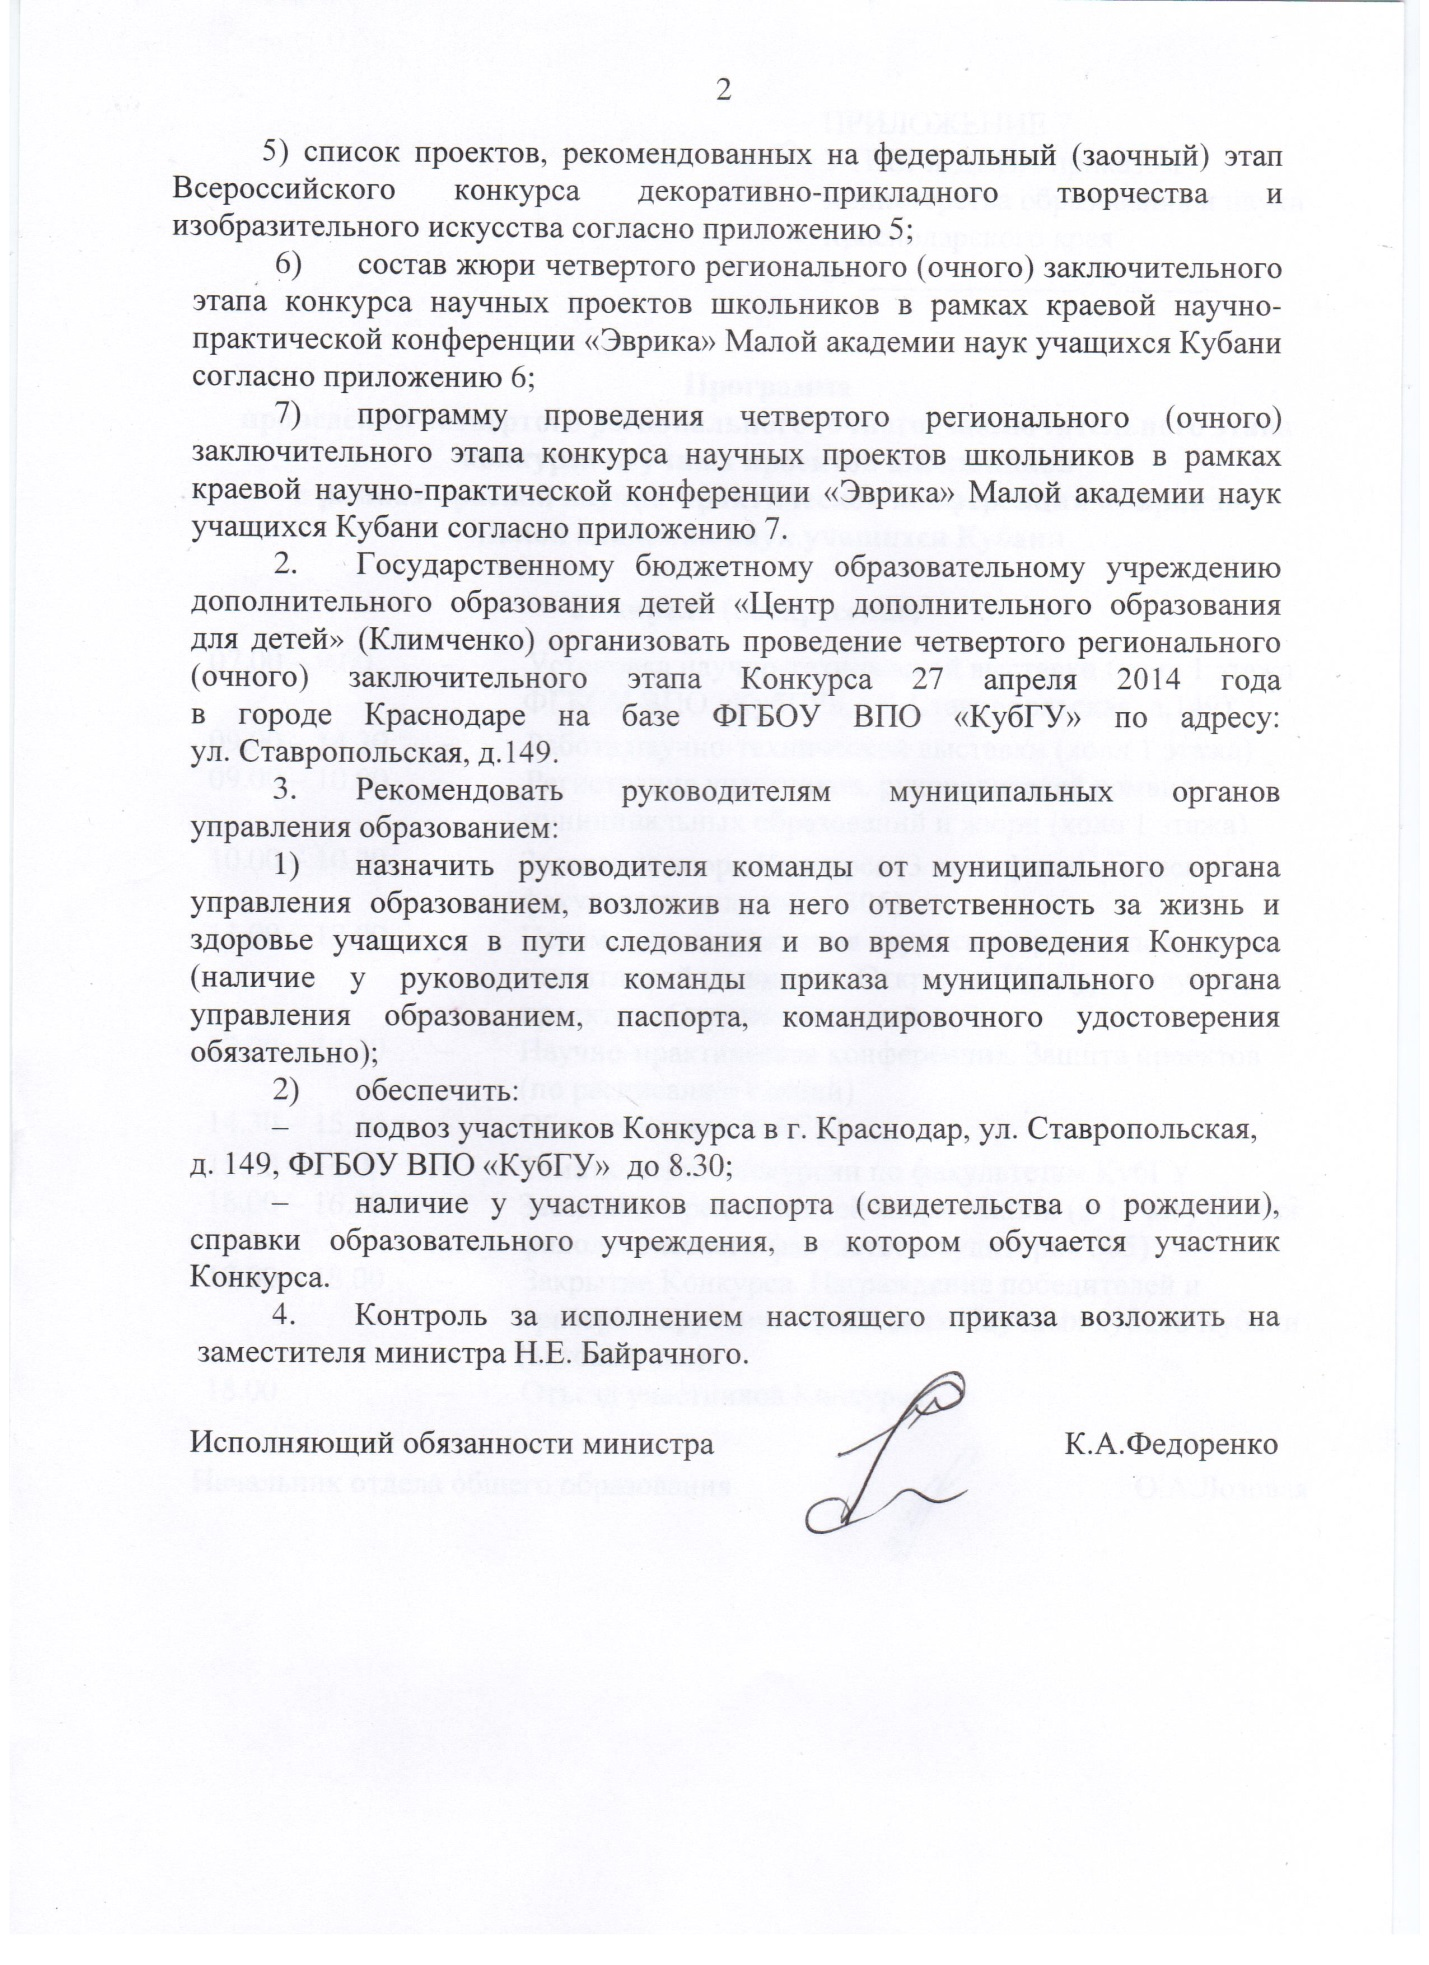 2
5) список проектов, рекомендованных на федеральный (заочный) этап
Всероссийского конкурса декоративно-прикладного творчества и
изобразительного искусства согласно приложению 5;
6) состав жюри четвертого регионального (очного) заключительного
этапа конкурса научных проектов школьников в рамках краевой научно-
практической конференции «Эврика» Малой академии наук учащихся Кубани
согласно приложению 6;
7) программу проведения четвертого регионального (очного)
заключительного этапа конкурса научных проектов школьников в рамках
краевой научно-практической конференции «Эврика» Малой академии наук
учащихся Кубани согласно приложению 7.
2. Государственному бюджетному образовательному учреждению
дополнительного образования детей «Центр дополнительного образования
для детей» (Климченко) организовать проведение четвертого регионального
(очного) заключительного этапа Конкурса 27 апреля 2014 года
в городе Краснодаре на базе ФГБОУ ВПО «КубГУ» по адресу:
ул. Ставропольская, д.149.
3. Рекомендовать руководителям муниципальных органов
управления образованием:
1) назначить руководителя команды от муниципального органа
управления образованием, возложив на него ответственность за жизнь и
здоровье учащихся в пути следования и во время проведения Конкурса
(наличие у руководителя команды приказа муниципального органа
управления образованием, паспорта, командировочного удостоверения
обязательно);
2) обеспечить:
– подвоз участников Конкурса в г. Краснодар, ул. Ставропольская,
д. 149, ФГБОУ ВПО «КубГУ» до 8.30;
– наличие у участников паспорта (свидетельства о рождении),
справки образовательного учреждения, в котором обучается участник
Конкурса.
4. Контроль за исполнением настоящего приказа возложить на
заместителя министра Н.Е. Байрачного.
Исполняющий обязанности министра К.А.Федоренко